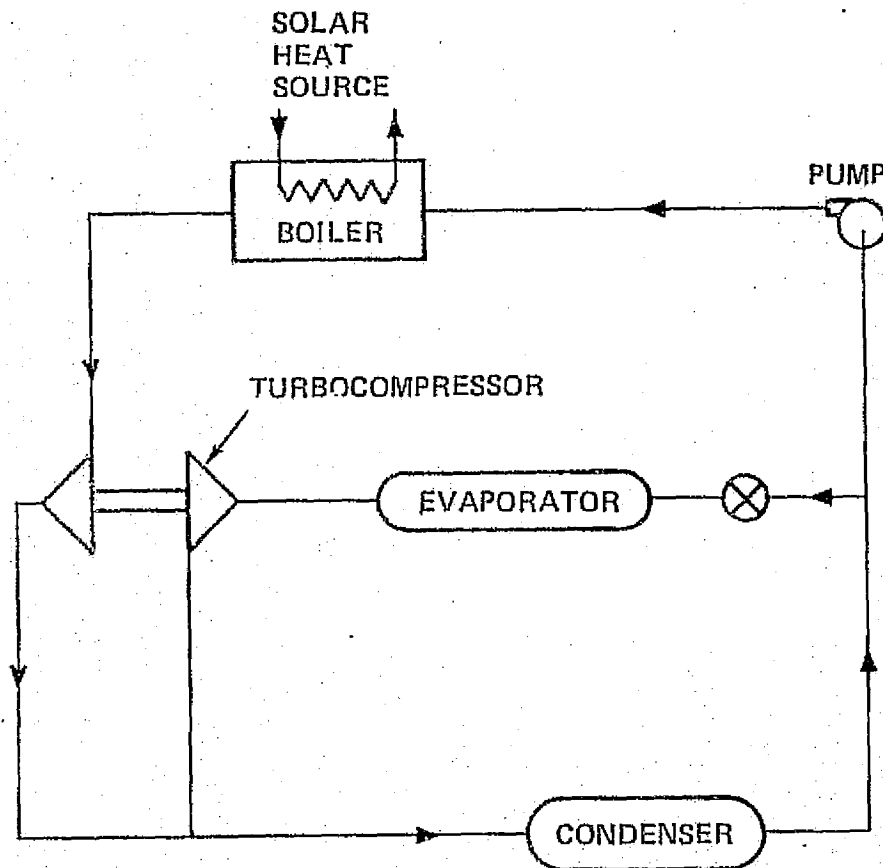 SOLAR
HEAT
SOURCE
PUMP
BOILER
TURBOCOMPRESSOR
EVAPORATOR
CONDENSER